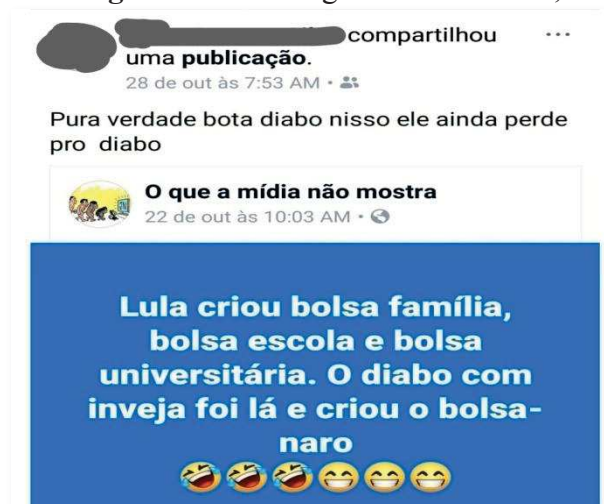 compartilhou
uma publicação.
28 de out às 7:53 AM
Pura verdade bota diabo nisso ele ainda perde
pro diabo
O que a mídia não mostra
22 de out às 10:03 AM
Lula criou bolsa família,
bolsa escola e bolsa
universitária. O diabo com
inveja foi lá e criou o bolsa-
naro
🤣🤣🤣😁😁😁